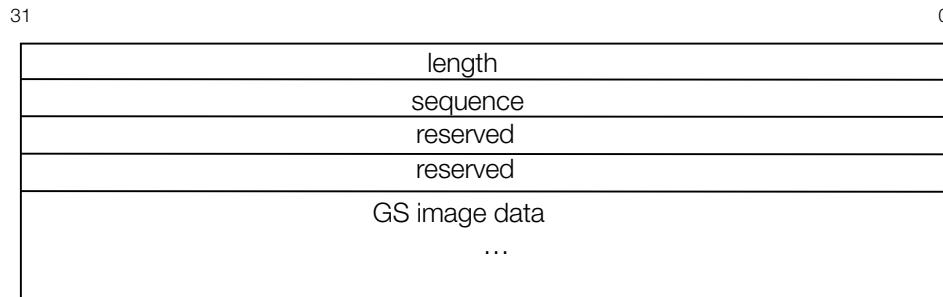 31 0
length
sequence
reserved
reserved
GS image data
…